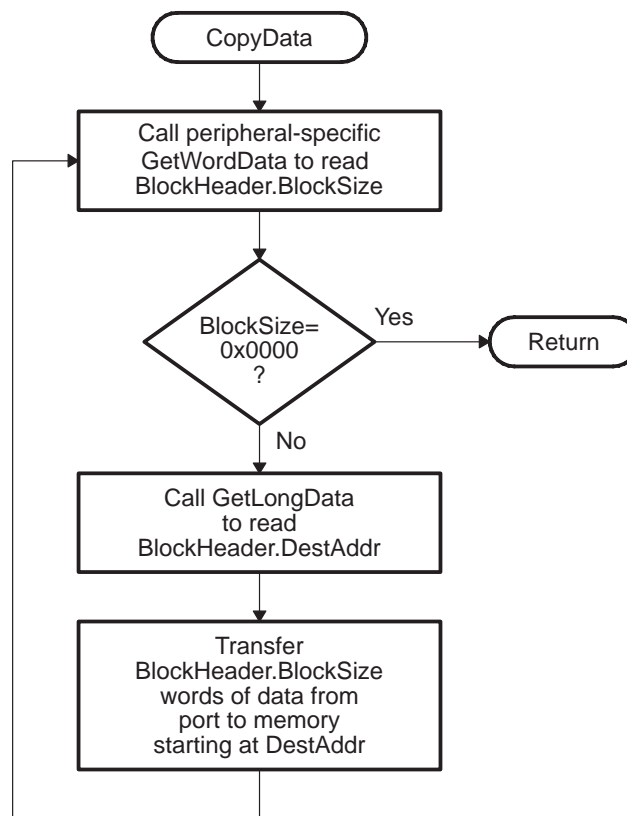 CopyData
Call peripheral-specific
GetWordData to read
BlockHeader.BlockSize
BlockSize=
0x0000
?
Yes
Return
No
Call GetLongData
to read
BlockHeader.DestAddr
Transfer
BlockHeader.BlockSize
words of data from
port to memory
starting at DestAddr